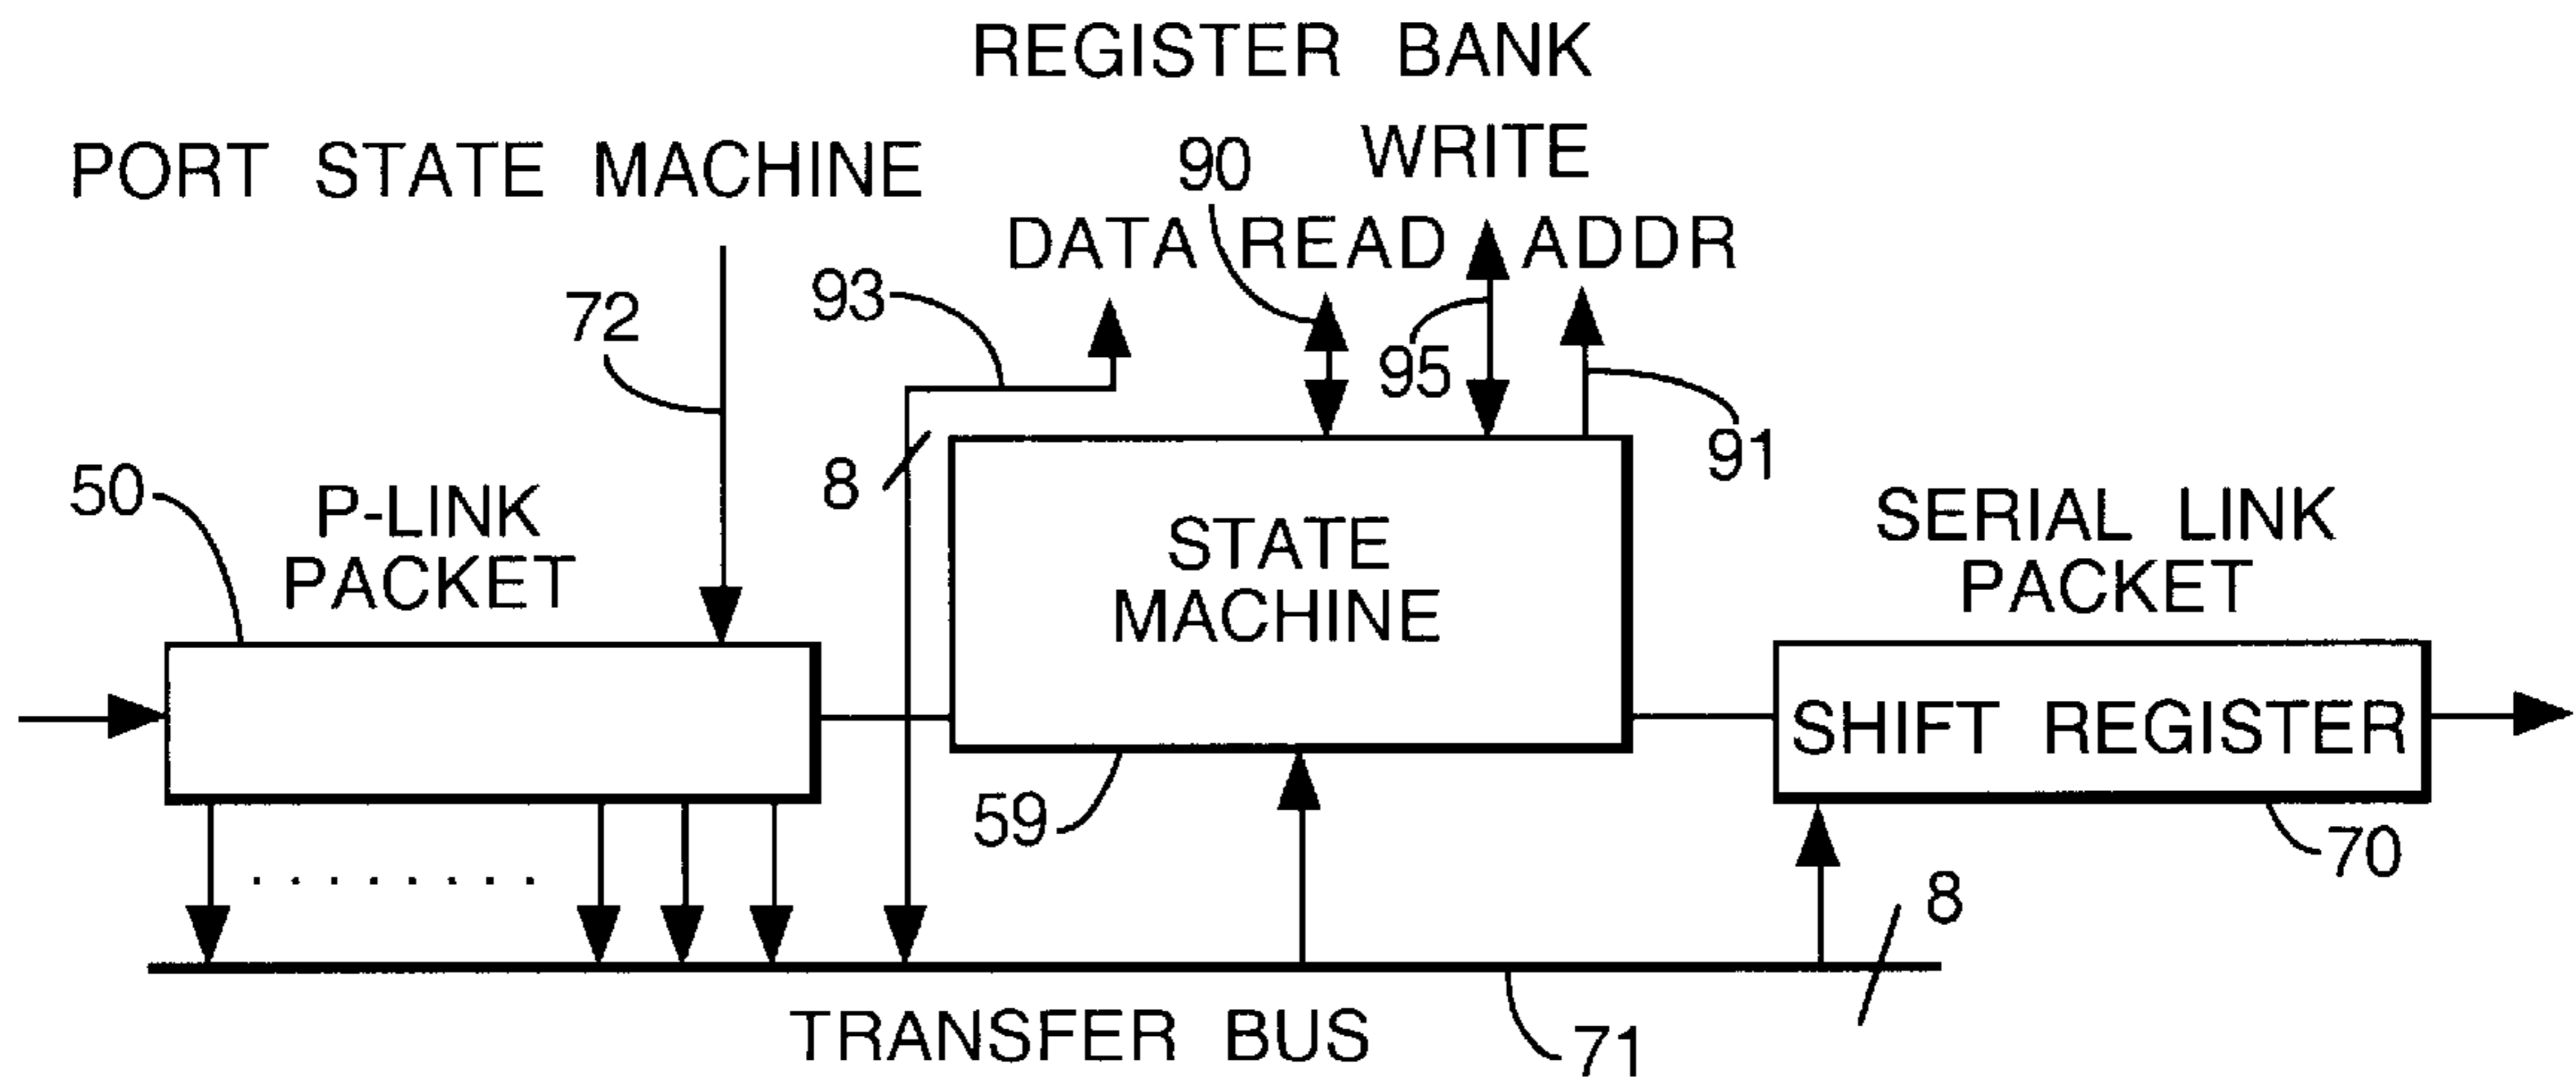 REGISTER BANK
PORT STATE MACHINE
90
WRITE
DATA READ ADDR
93
72
95
91
8
50
P-LINK
PACKET
STATE
MACHINE
SERIAL LINK
PACKET
SHIFT REGISTER
59
70
. . . . . . . .
8
TRANSFER BUS
71